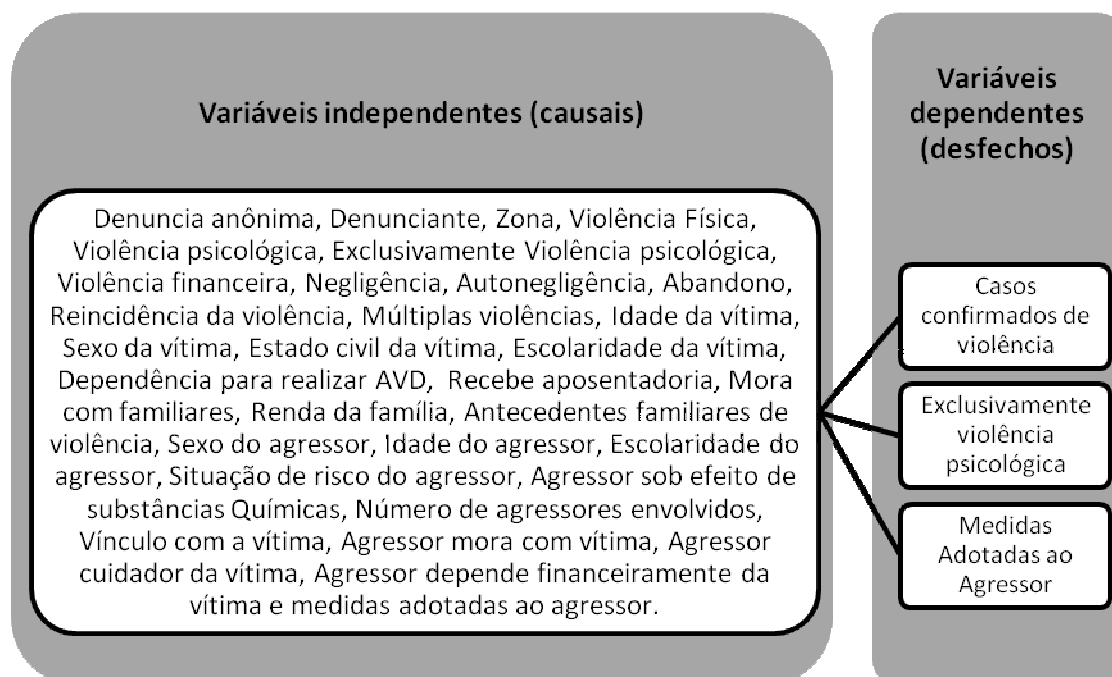 Variáveis independentes (causais)
Denuncia anônima, Denunciante, Zona, Violência Física,
Violência psicológica, Exclusivamente Violência psicológica,
Violência financeira, Negligência, Autonegligência, Abandono,
Reincidência da violência, Múltiplas violências, Idade da vítima,
Sexo da vítima, Estado civil da vítima, Escolaridade da vítima,
Dependência para realizar AVD, Recebe aposentadoria, Mora
com familiares, Renda da família, Antecedentes familiares de
violência, Sexo do agressor, Idade do agressor, Escolaridade do
agressor, Situação de risco do agressor, Agressor sob efeito de
substâncias Químicas, Número de agressores envolvidos,
Vínculo com a vítima, Agressor mora com vítima, Agressor
cuidador da vítima, Agressor depende financeiramente da
vítima e medidas adotadas ao agressor.
Variáveis
dependentes
(desfechos)
Casos
confirmados de
violência
Exclusivamente
violência
psicológica
Medidas
Adotadas ao
Agressor